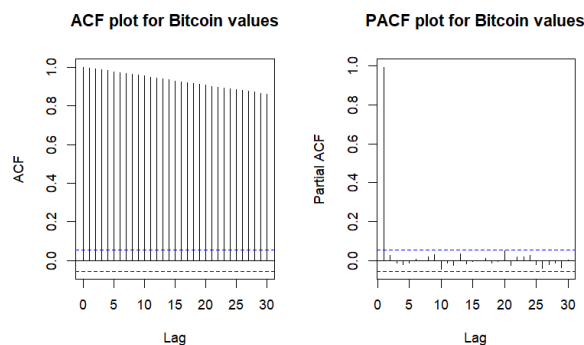 ACF plot for Bitcoin values
ACF
0.0 0.2 0.4 0.6 0.8 1.0
0 5 10 15 20 25 30
Lag
PACF plot for Bitcoin values
Partial ACF
0.0 0.2 0.4 0.6 0.8 1.0
0 5 10 15 20 25 30
Lag